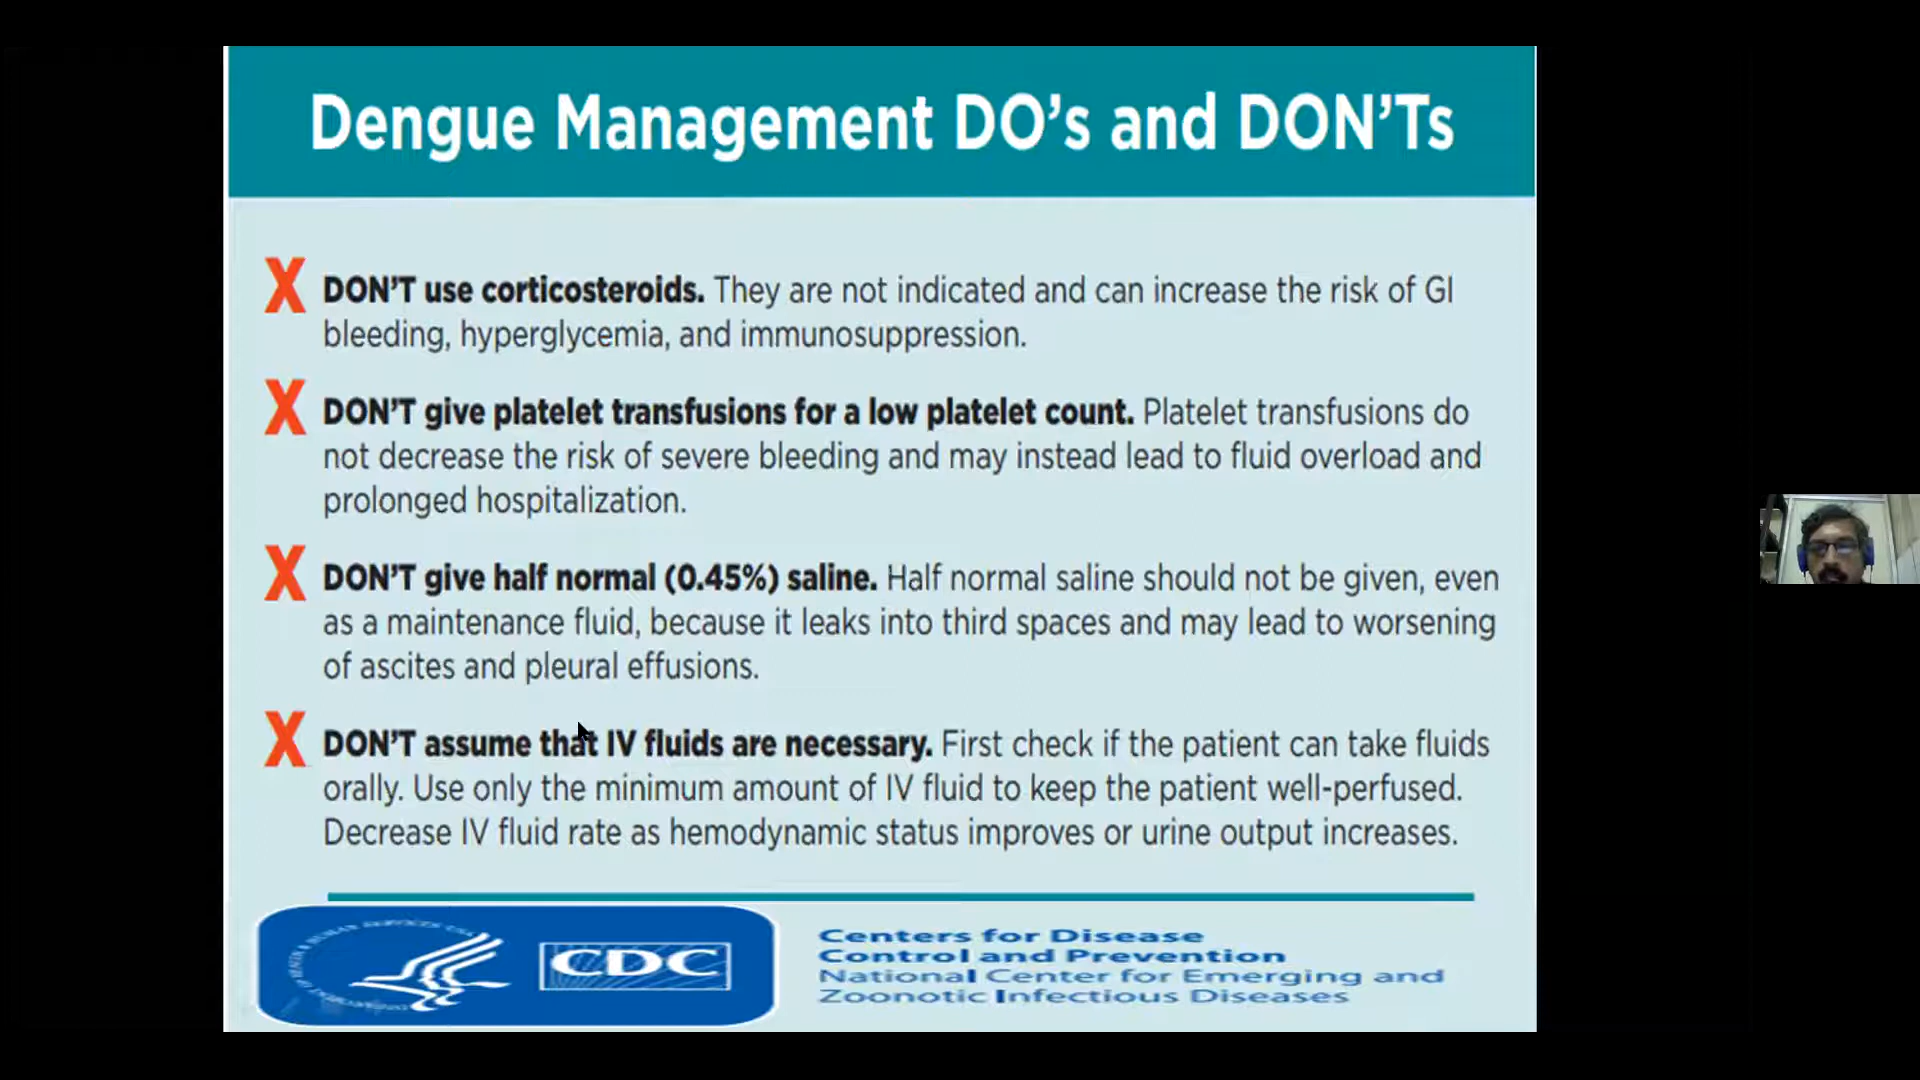 Dengue Management DO's and DON'Ts
X DON'T use corticosteroids. They are not indicated and can increase the risk of GI
bleeding, hyperglycemia, and immunosuppression.
X DON'T give platelet transfusions for a low platelet count. Platelet transfusions do
not decrease the risk of severe bleeding and may instead lead to fluid overload and
prolonged hospitalization.
X DON'T give half normal (0.45%) saline. Half normal saline should not be given, even
as a maintenance fluid, because it leaks into third spaces and may lead to worsening
of ascites and pleural effusions.
X DON'T assume that IV fluids are necessary. First check if the patient can take fluids
orally. Use only the minimum amount of IV fluid to keep the patient well-perfused.
Decrease IV fluid rate as hemodynamic status improves or urine output increases.
CDC
Centers for Disease
Control and Prevention
National Center for Emerging and
Zoonotic Infectious Diseases